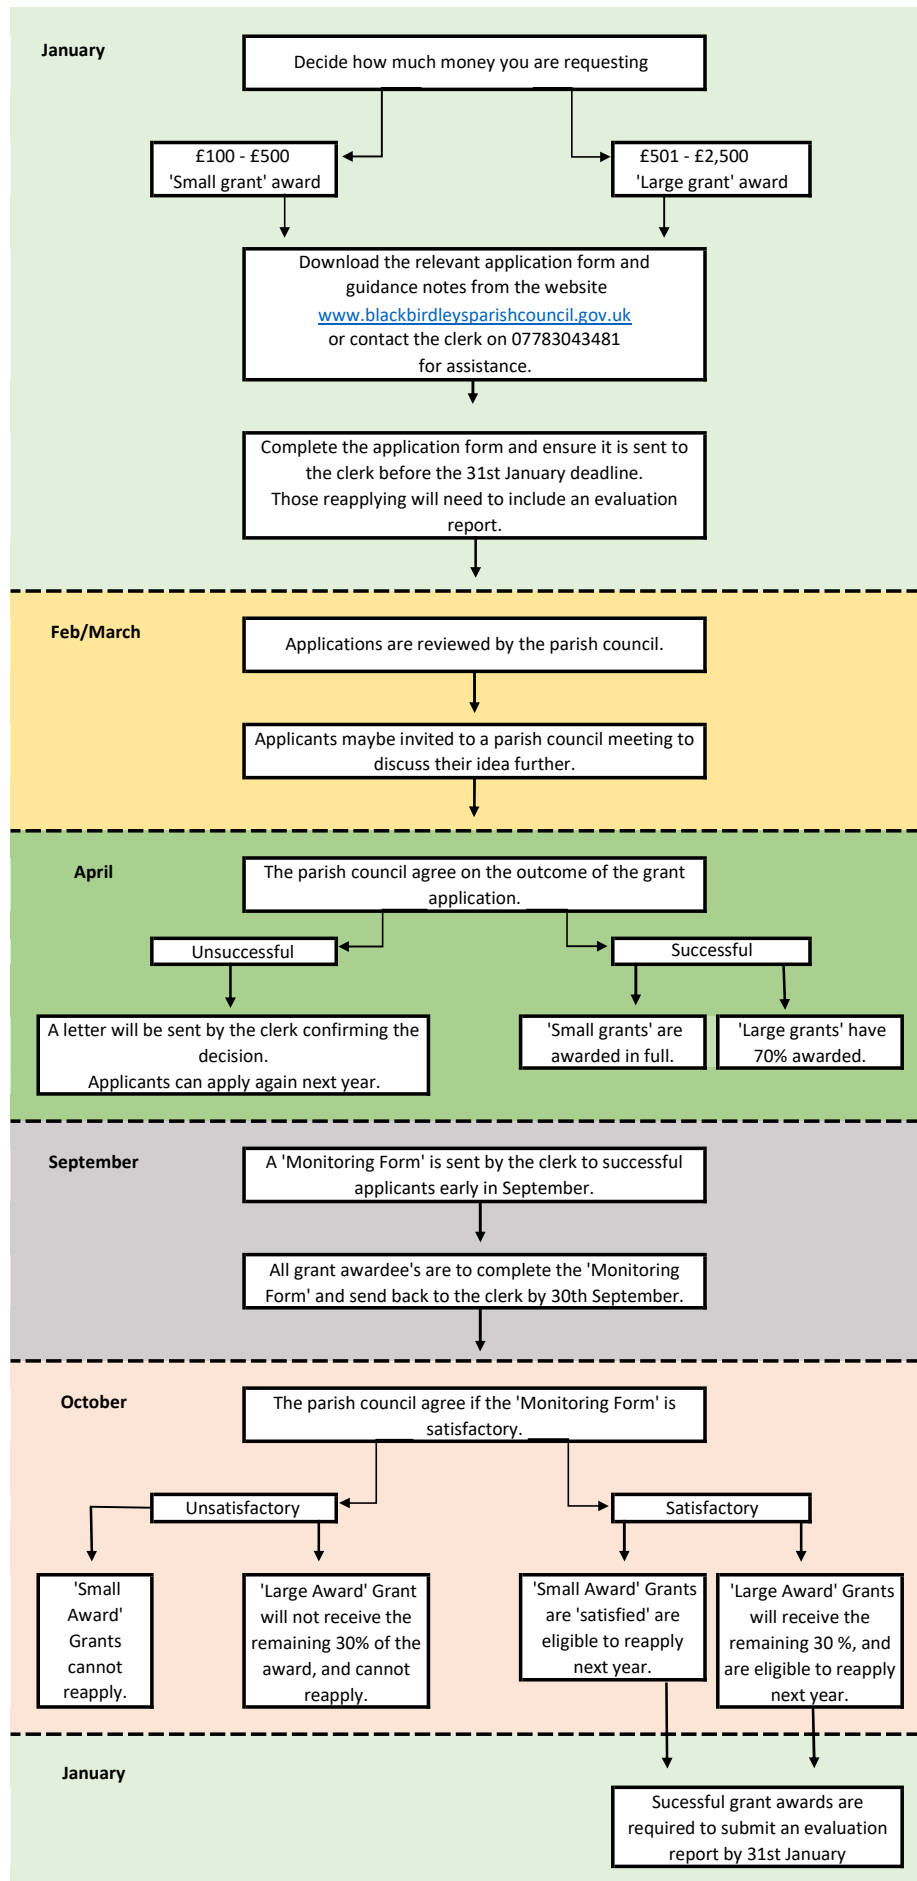 January
Decide how much money you are requesting
£100 - £500
'Small grant' award
£501 - £2,500
'Large grant' award
Download the relevant application form and
guidance notes from the website
www.blackbirdleysparishcouncil.gov.uk
or contact the clerk on 07783043481
for assistance.
Complete the application form and ensure it is sent to
the clerk before the 31st January deadline.
Those reapplying will need to include an evaluation
report.
Feb/March
Applications are reviewed by the parish council.
Applicants maybe invited to a parish council meeting to
discuss their idea further.
April
The parish council agree on the outcome of the grant
application.
Unsuccessful
Successful
A letter will be sent by the clerk confirming the
decision.
Applicants can apply again next year.
'Small grants' are
awarded in full.
'Large grants' have
70% awarded.
September
A 'Monitoring Form' is sent by the clerk to successful
applicants early in September.
All grant awardee's are to complete the 'Monitoring
Form' and send back to the clerk by 30th September.
October
The parish council agree if the 'Monitoring Form' is
satisfactory.
Unsatisfactory
Satisfactory
'Small
Award'
Grants
cannot
reapply.
'Large Award' Grant
will not receive the
remaining 30% of the
award, and cannot
reapply.
'Small Award' Grants
are 'satisfied' are
eligible to reapply
next year.
'Large Award' Grants
will receive the
remaining 30 %, and
are eligible to reapply
next year.
January
Sucessful grant awards are
required to submit an evaluation
report by 31st January